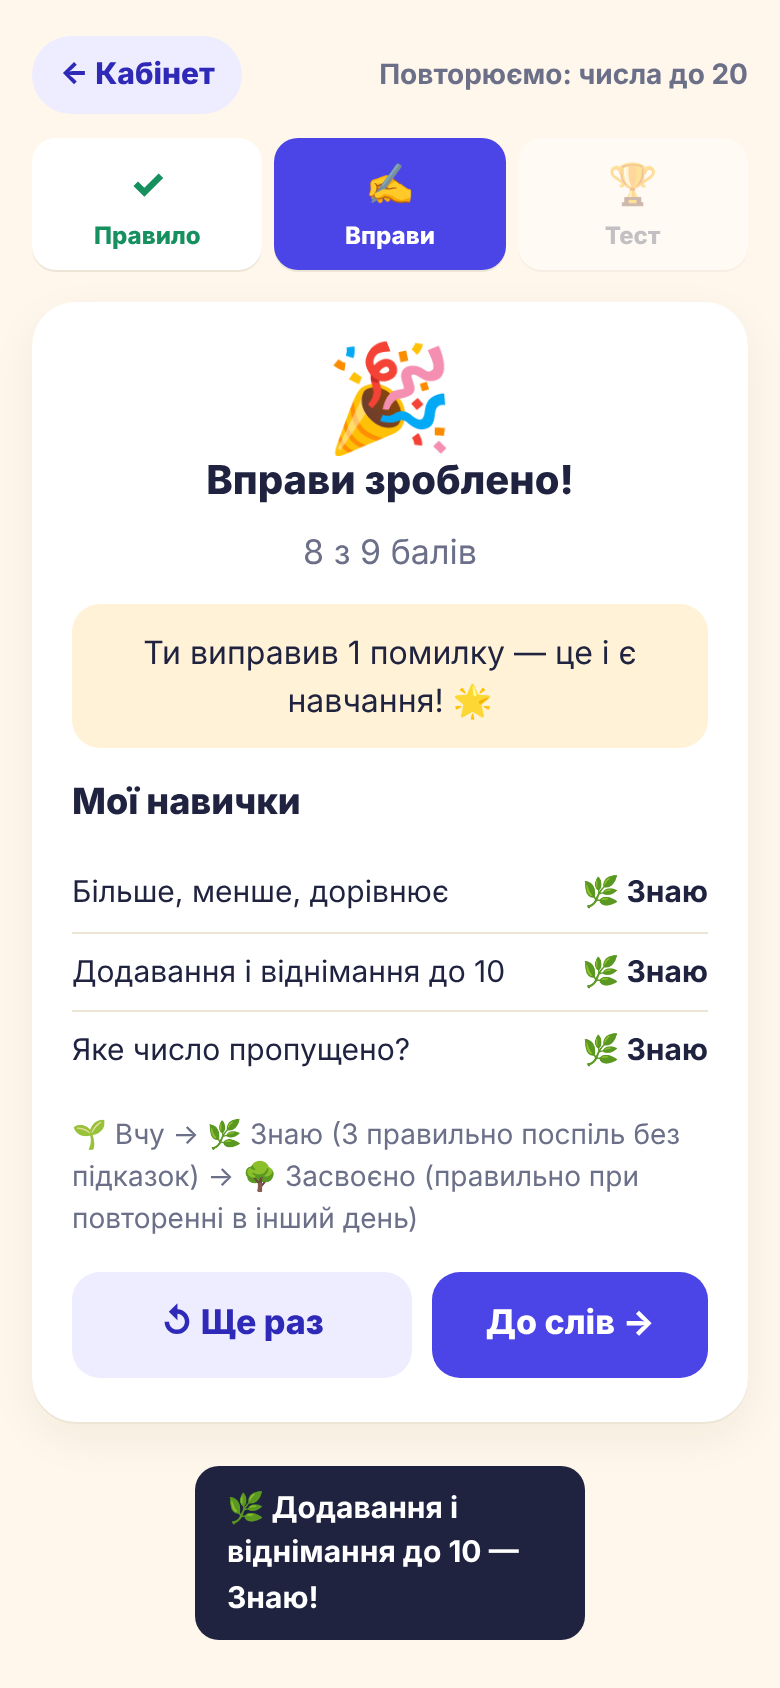 ← Кабінет
Повторюємо: числа до 20
✓
Правило
✍️
Вправи
🏆
Тест
🎉
Вправи зроблено!
8 з 9 балів
Ти виправив 1 помилку — це і є
навчання! 🌟
Мої навички
Більше, менше, дорівнює 🌿 Знаю
Додавання і віднімання до 10 🌿 Знаю
Яке число пропущено? 🌿 Знаю
🌱 Вчу → 🌿 Знаю (3 правильно поспіль без
підказок) → 🌳 Засвоєно (правильно при
повторенні в інший день)
↺ Ще раз
До слів →
🌿 Додавання і
віднімання до 10 —
Знаю!